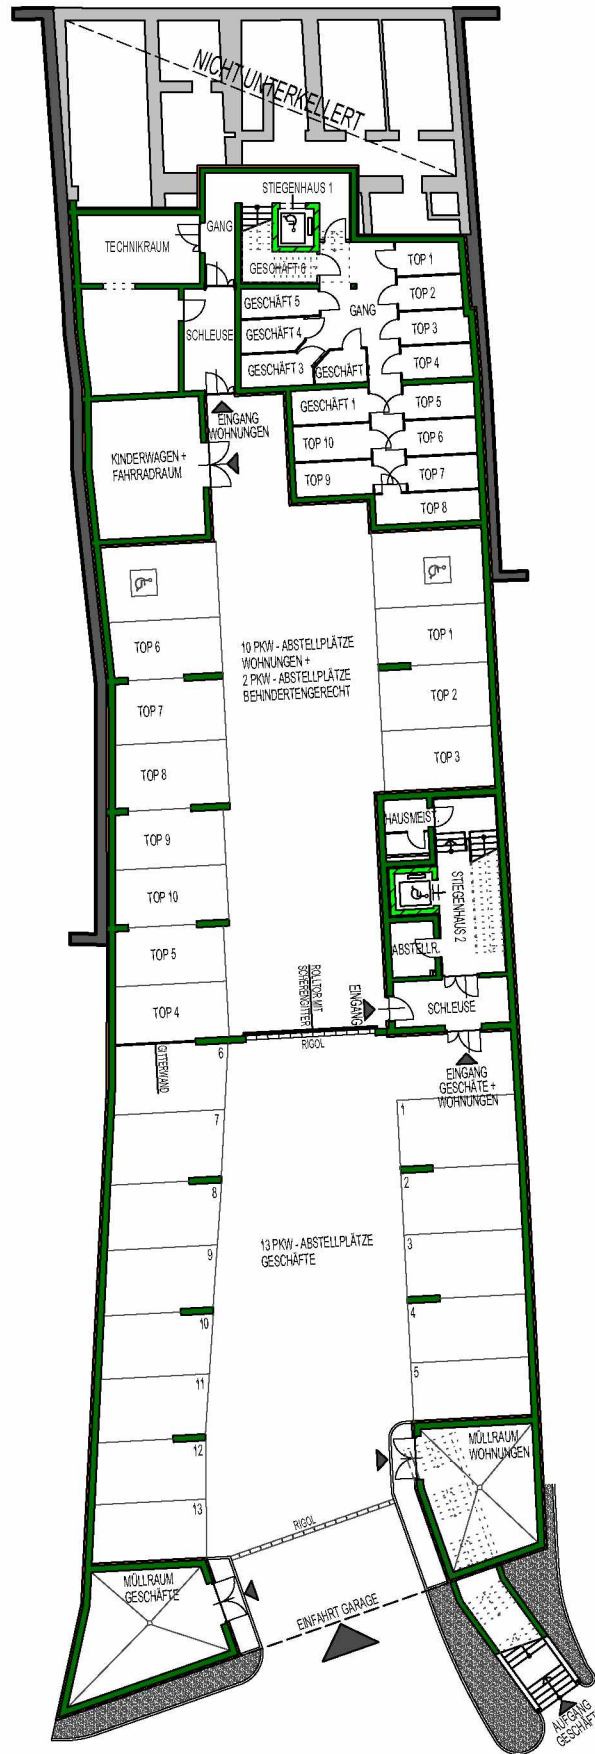 NICHT UNTERKELLERT
STIEGENHAUS 1
GANG
TECHNIKRAUM
GESCHÄFT 6
TOP 1
TOP 2
GESCHÄFT 5
GANG
SCHLEUSE
TOP 3
GESCHÄFT 4
TOP 4
GESCHÄFT 3
GESCHÄFT
TOP 5
GESCHÄFT 1
EINGANG
WOHNUNGEN
TOP 6
TOP 10
KINDERWAGEN +
FAHRRADRAUM
TOP 7
TOP 9
TOP 8
TOP 6
TOP 1
10 PKW - ABSTELLPLÄTZE
WOHNUNGEN +
2 PKW - ABSTELLPLÄTZE
BEHINDERTENGERECHT
TOP 7
TOP 2
TOP 8
TOP 3
HAUSMEIST.
TOP 9
STIEGENHAUS 2
TOP 10
TOP 5
ABSTELLR.
ROLLTOR MIT
SCHERENGITTER
EINGANG
TOP 4
SCHLEUSE
RIGOL
GITTERWAND
6
EINGANG
GESCHÄTE +
WOHNUNGEN
1
7
2
8
13 PKW - ABSTELLPLÄTZE
GESCHÄFTE
3
9
4
10
5
11
12
MÜLLRAUM
WOHNUNGEN
13
RIGOL
MÜLLRAUM
GESCHÄFTE
EINFAHRT GARAGE
AUFGANG
GESCHÄFT